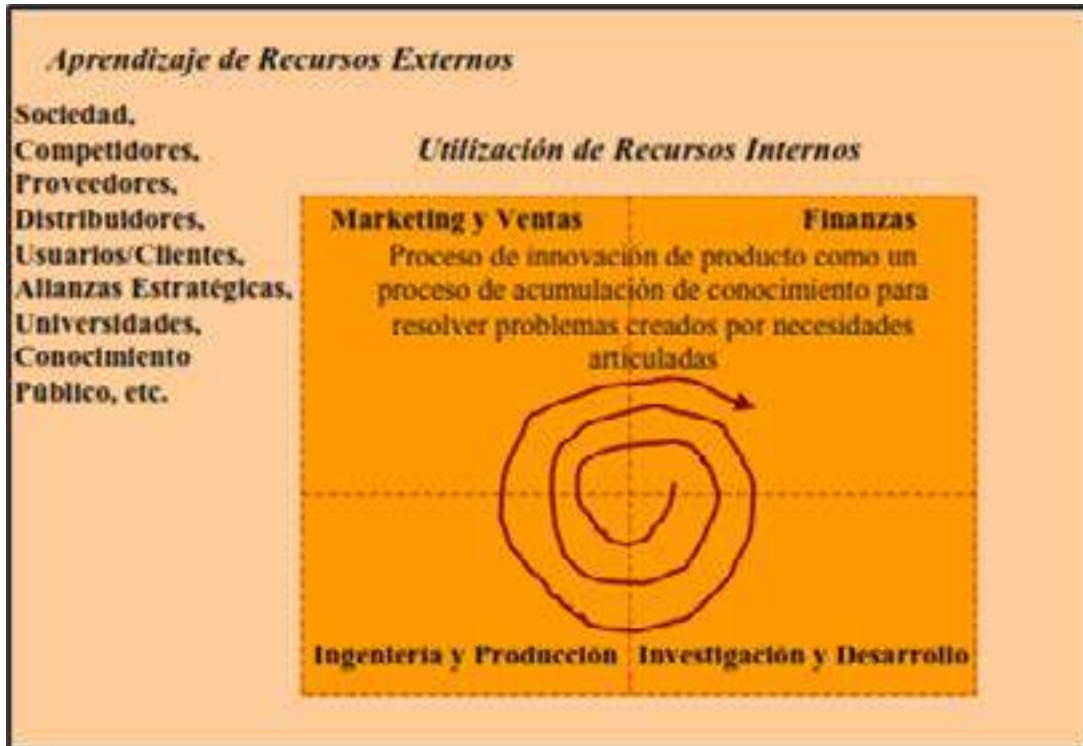 Aprendizaje de Recursos Externos
Sociedad,
Competidores,
Proveedores,
Distribuidores,
Usuarios/Clientes,
Alianzas Estratégicas,
Universidades,
Conocimiento
Público, etc.
Utilización de Recursos Internos
Marketing y Ventas
Finanzas
Proceso de innovación de producto como un
proceso de acumulación de conocimiento para
resolver problemas creados por necesidades
articuladas
Ingeniería y Producción
Investigación y Desarrollo